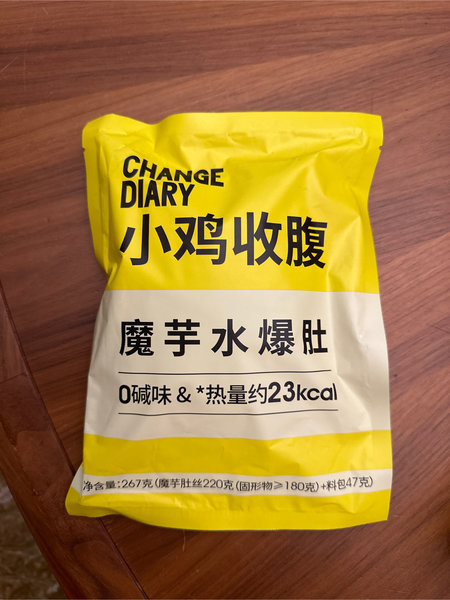 CHANGE
DIARY
小鸡收腹
魔芋水爆肚
0碱味 & *热量约23kcal
净含量:267克(魔芋肚丝220克(固形物≥180克)+料包47克)